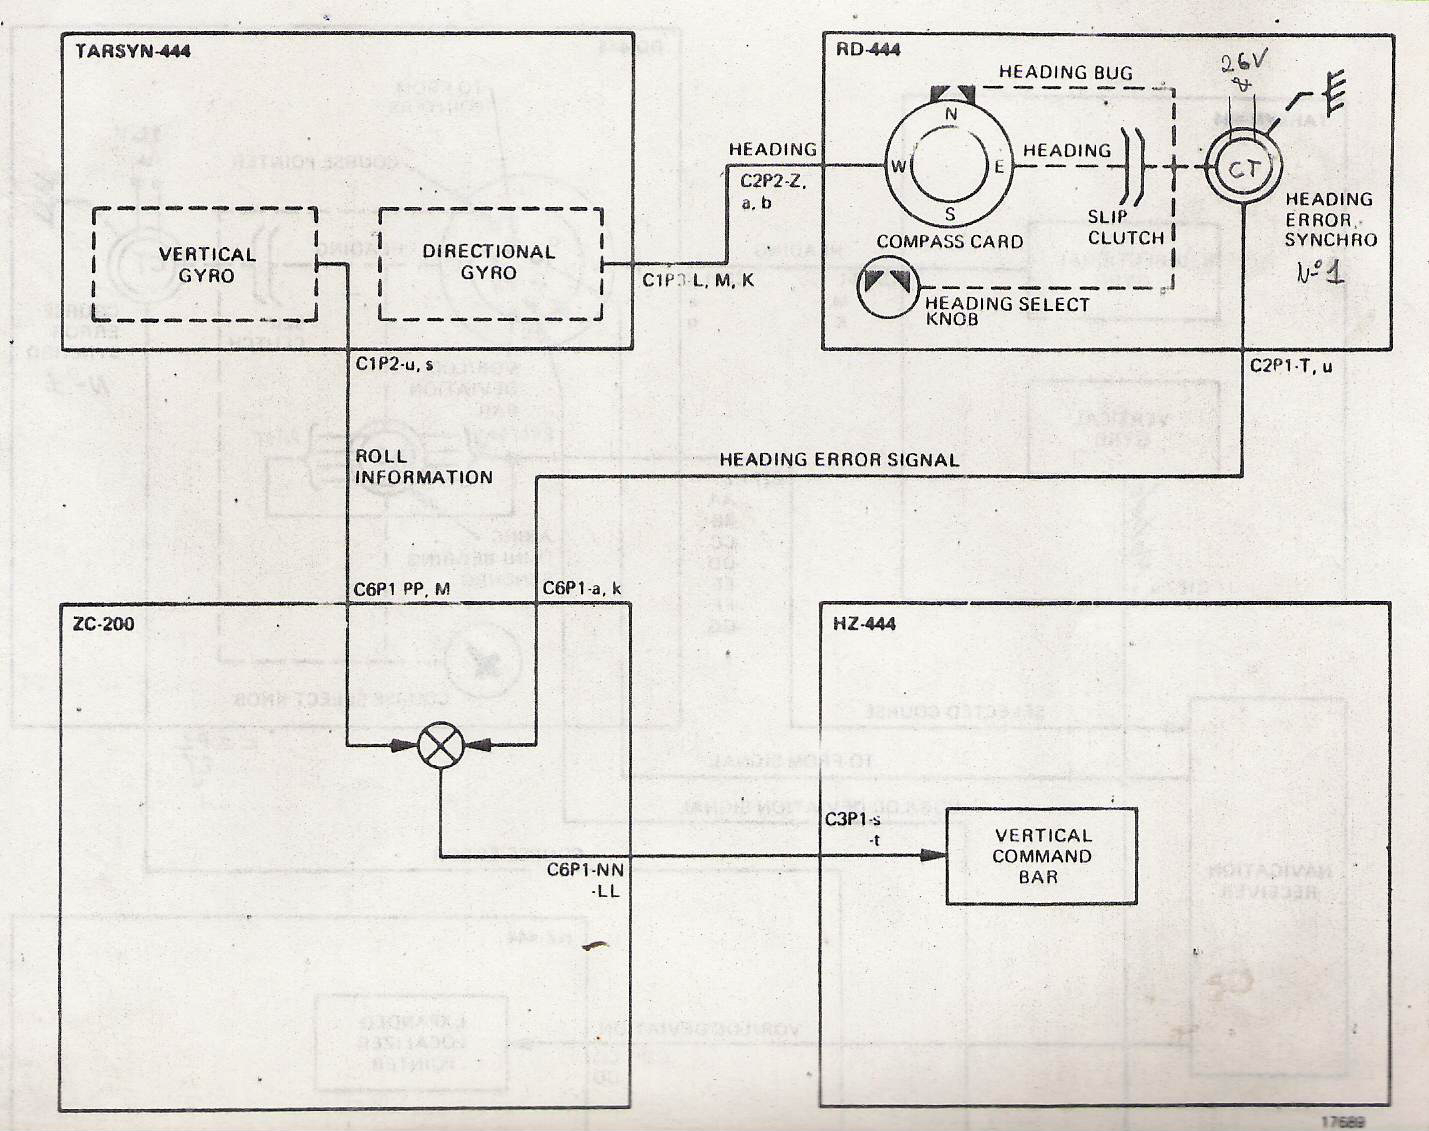 TARSYN-444
VERTICAL
GYRO
DIRECTIONAL
GYRO
C1P2-u, s
C1P3-L, M, K
HEADING
C2P2-Z,
a, b
RD-444
HEADING BUG
26V
N
W
E
S
HEADING
CT
SLIP
CLUTCH
COMPASS CARD
HEADING
ERROR
SYNCHRO
Nº1
HEADING SELECT
KNOB
C2P1-T, u
ROLL
INFORMATION
HEADING ERROR SIGNAL
C6P1 PP, M
C6P1-a, k
ZC-200
C6P1-NN
-LL
HZ-444
C3P1-s
-t
VERTICAL
COMMAND
BAR
17689